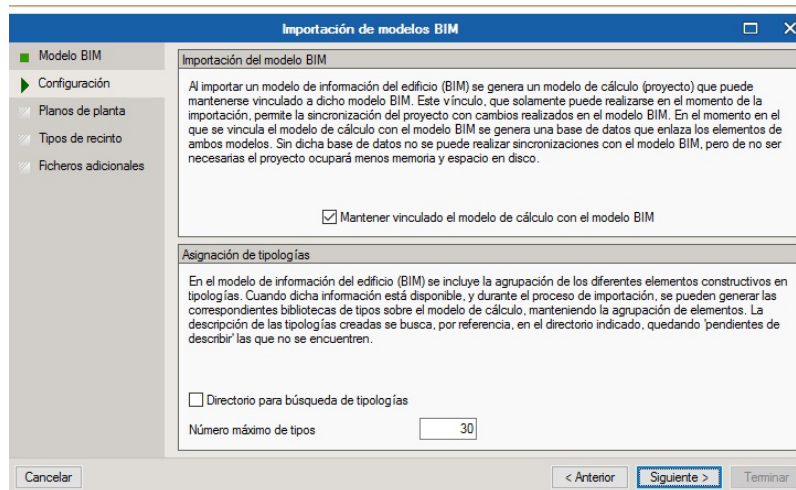 Importación de modelos BIM
Modelo BIM
Configuración
Planos de planta
Tipos de recinto
Ficheros adicionales
Importación del modelo BIM
Al importar un modelo de información del edificio (BIM) se genera un modelo de cálculo (proyecto) que puede
mantenerse vinculado a dicho modelo BIM. Este vínculo, que solamente puede realizarse en el momento de la
importación, permite la sincronización del proyecto con cambios realizados en el modelo BIM. En el momento en el
que se vincula el modelo de cálculo con el modelo BIM se genera una base de datos que enlaza los elementos de
ambos modelos. Sin dicha base de datos no se puede realizar sincronizaciones con el modelo BIM, pero de no ser
necesarias el proyecto ocupará menos memoria y espacio en disco.
Mantener vinculado el modelo de cálculo con el modelo BIM
Asignación de tipologías
En el modelo de información del edificio (BIM) se incluye la agrupación de los diferentes elementos constructivos en
tipologías. Cuando dicha información está disponible, y durante el proceso de importación, se pueden generar las
correspondientes bibliotecas de tipos sobre el modelo de cálculo, manteniendo la agrupación de elementos. La
descripción de las tipologías creadas se busca, por referencia, en el directorio indicado, quedando 'pendientes de
describir' las que no se encuentren.
Directorio para búsqueda de tipologías
Número máximo de tipos 30
Cancelar < Anterior Siguiente > Terminar